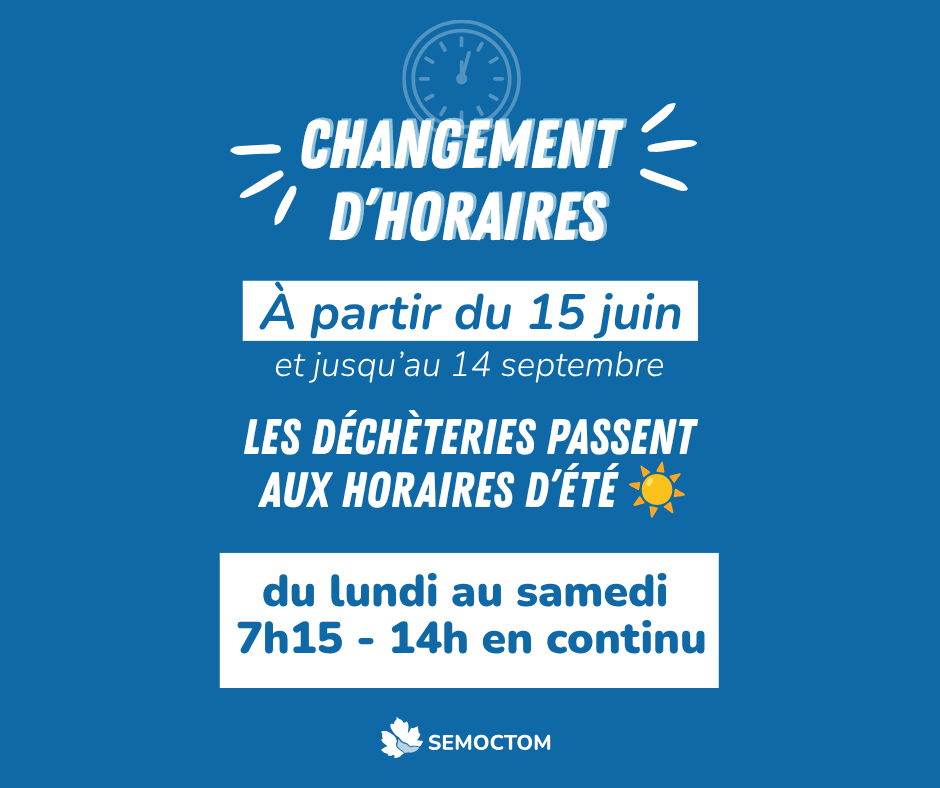 CHANGEMENT
D'HORAIRES
À partir du 15 juin
et jusqu'au 14 septembre
LES DÉCHÈTERIES PASSENT
AUX HORAIRES D'ÉTÉ ☀️
du lundi au samedi
7h15 - 14h en continu
SEMOCTOM